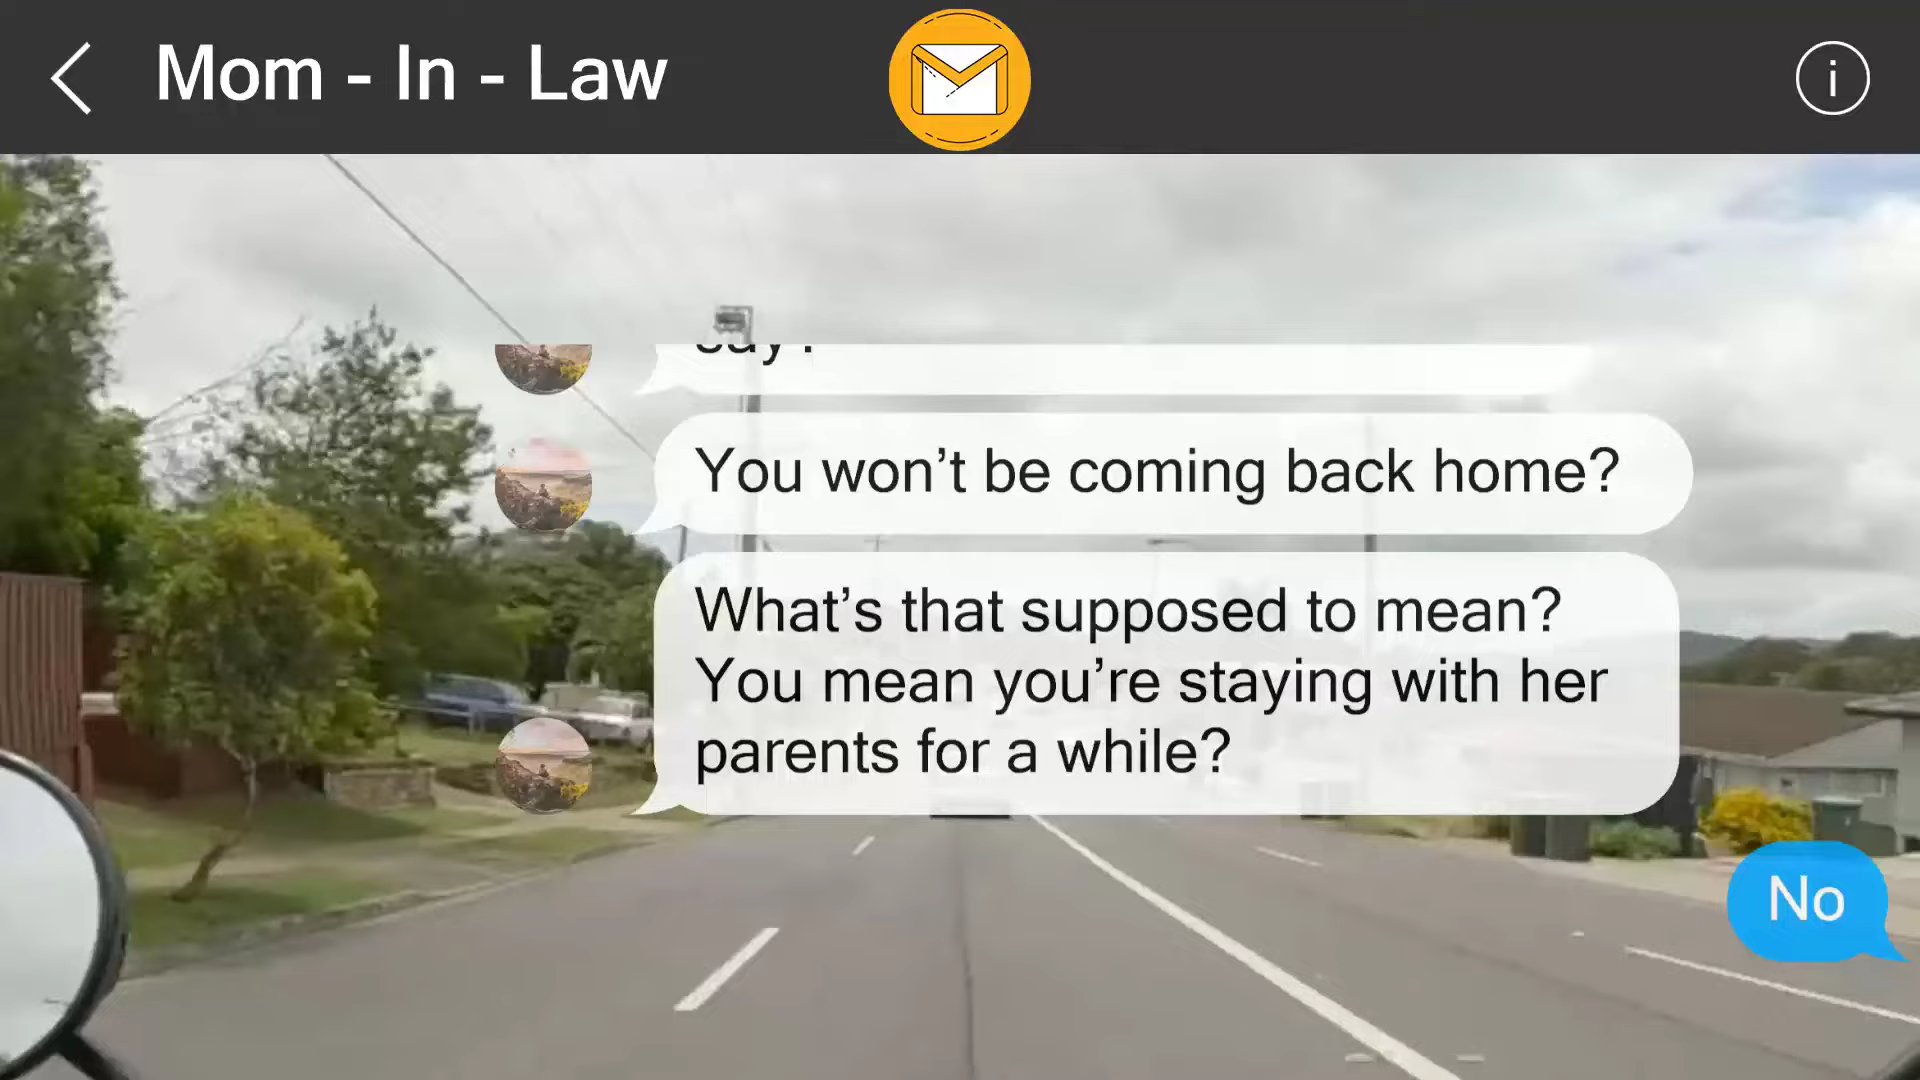 Mom - In - Law
You won’t be coming back home?
What’s that supposed to mean?
You mean you’re staying with her
parents for a while?
No